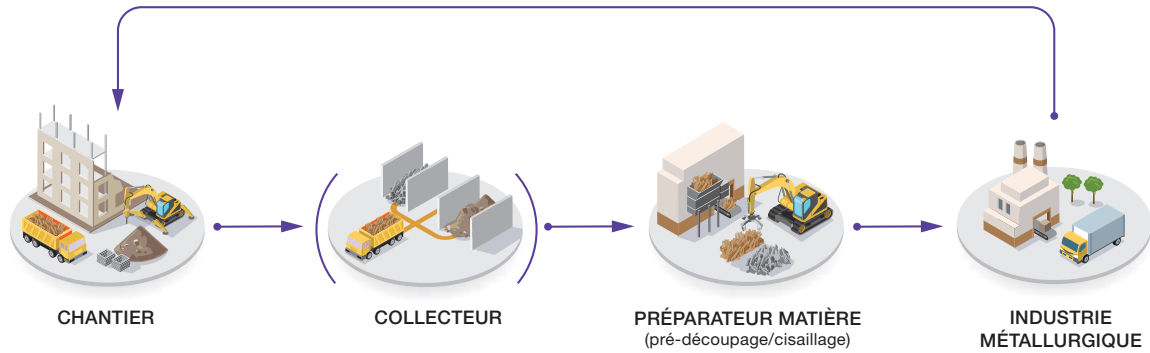 CHANTIER
COLLECTEUR
PRÉPARATEUR MATIÈRE
(pré-découpage/cisaillage)
INDUSTRIE
MÉTALLURGIQUE